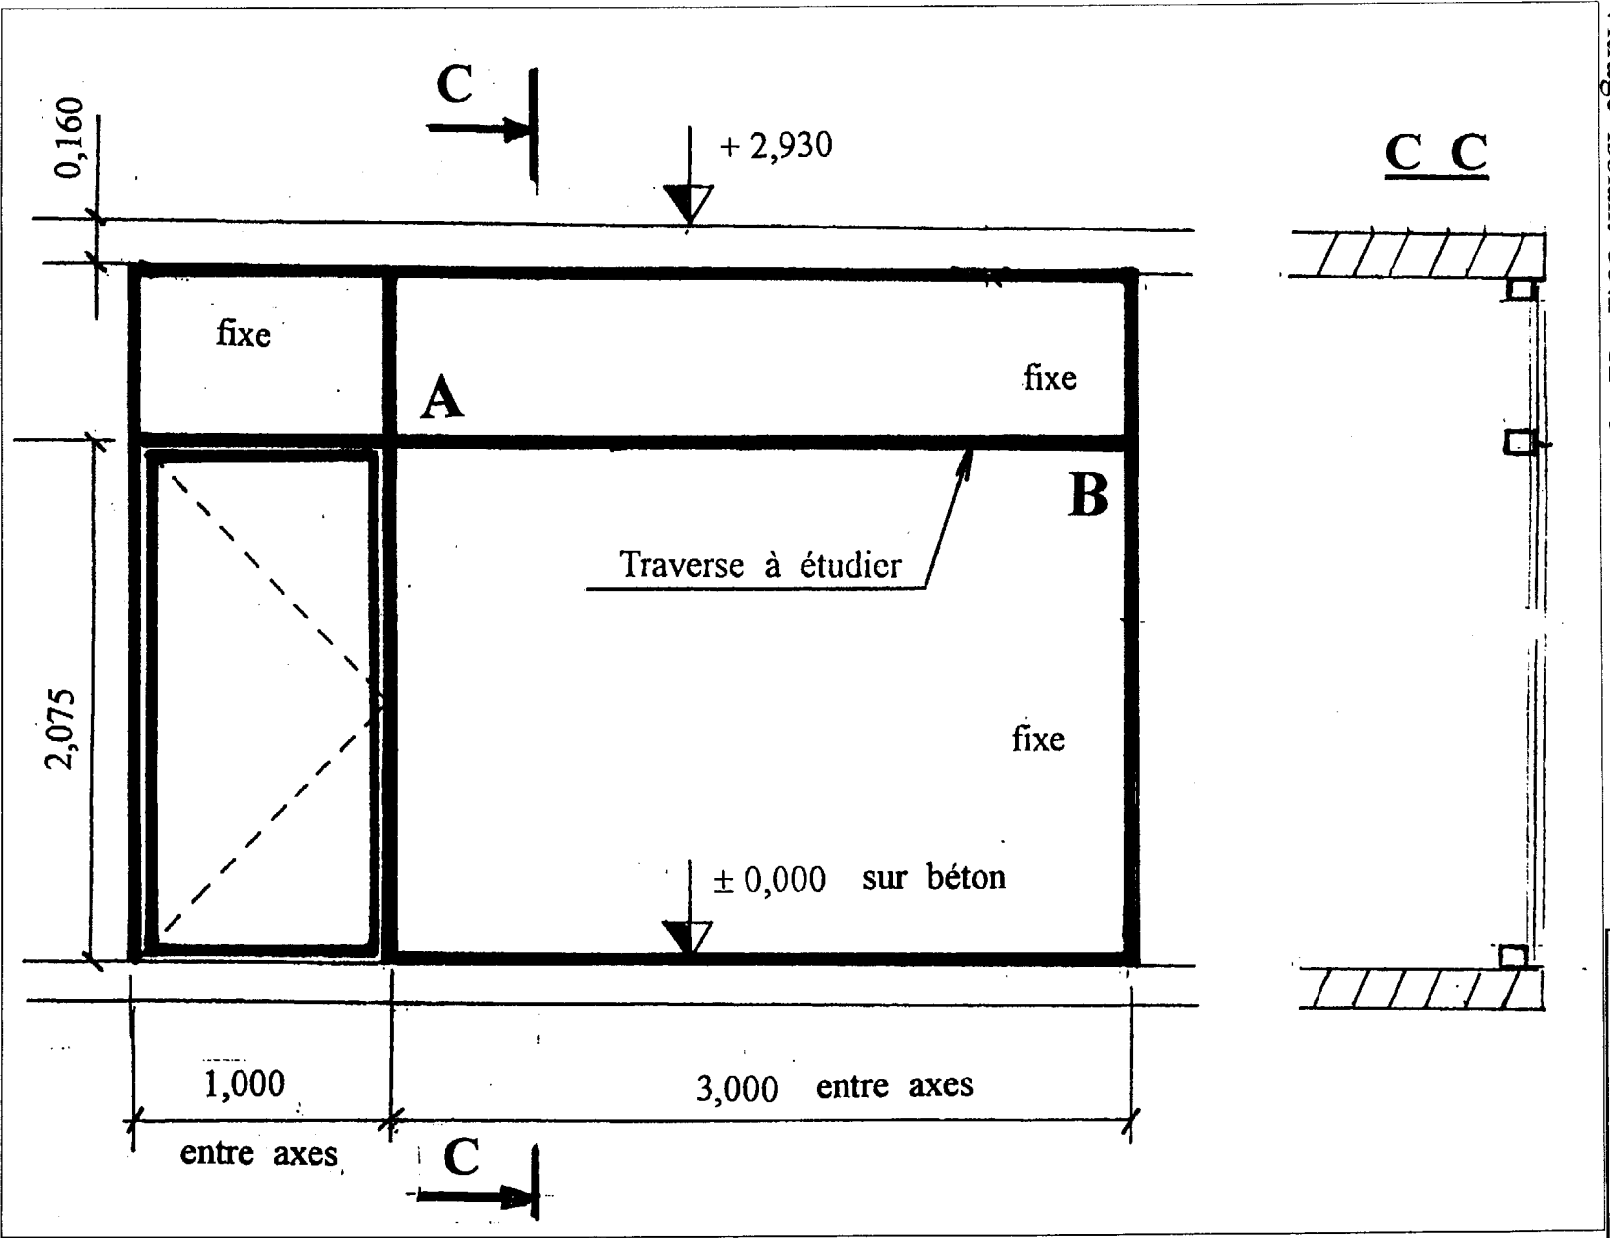 C
0,160
+ 2,930
C C
fixe
A
fixe
B
Traverse à étudier
2,075
fixe
± 0,000 sur béton
1,000
entre axes
3,000 entre axes
C